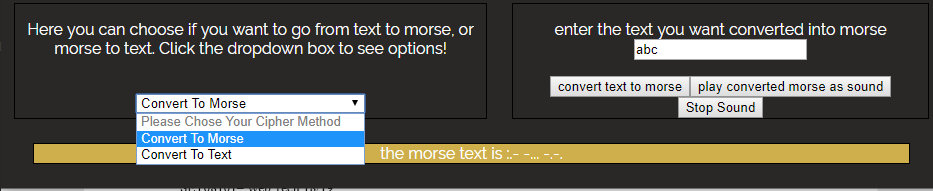 Here you can choose if you want to go from text to morse, or
morse to text. Click the dropdown box to see options!
Convert To Morse
Please Chose Your Cipher Method
Convert To Morse
Convert To Text
enter the text you want converted into morse
abc
convert text to morse play converted morse as sound
Stop Sound
the morse text is :.- -... -.-.